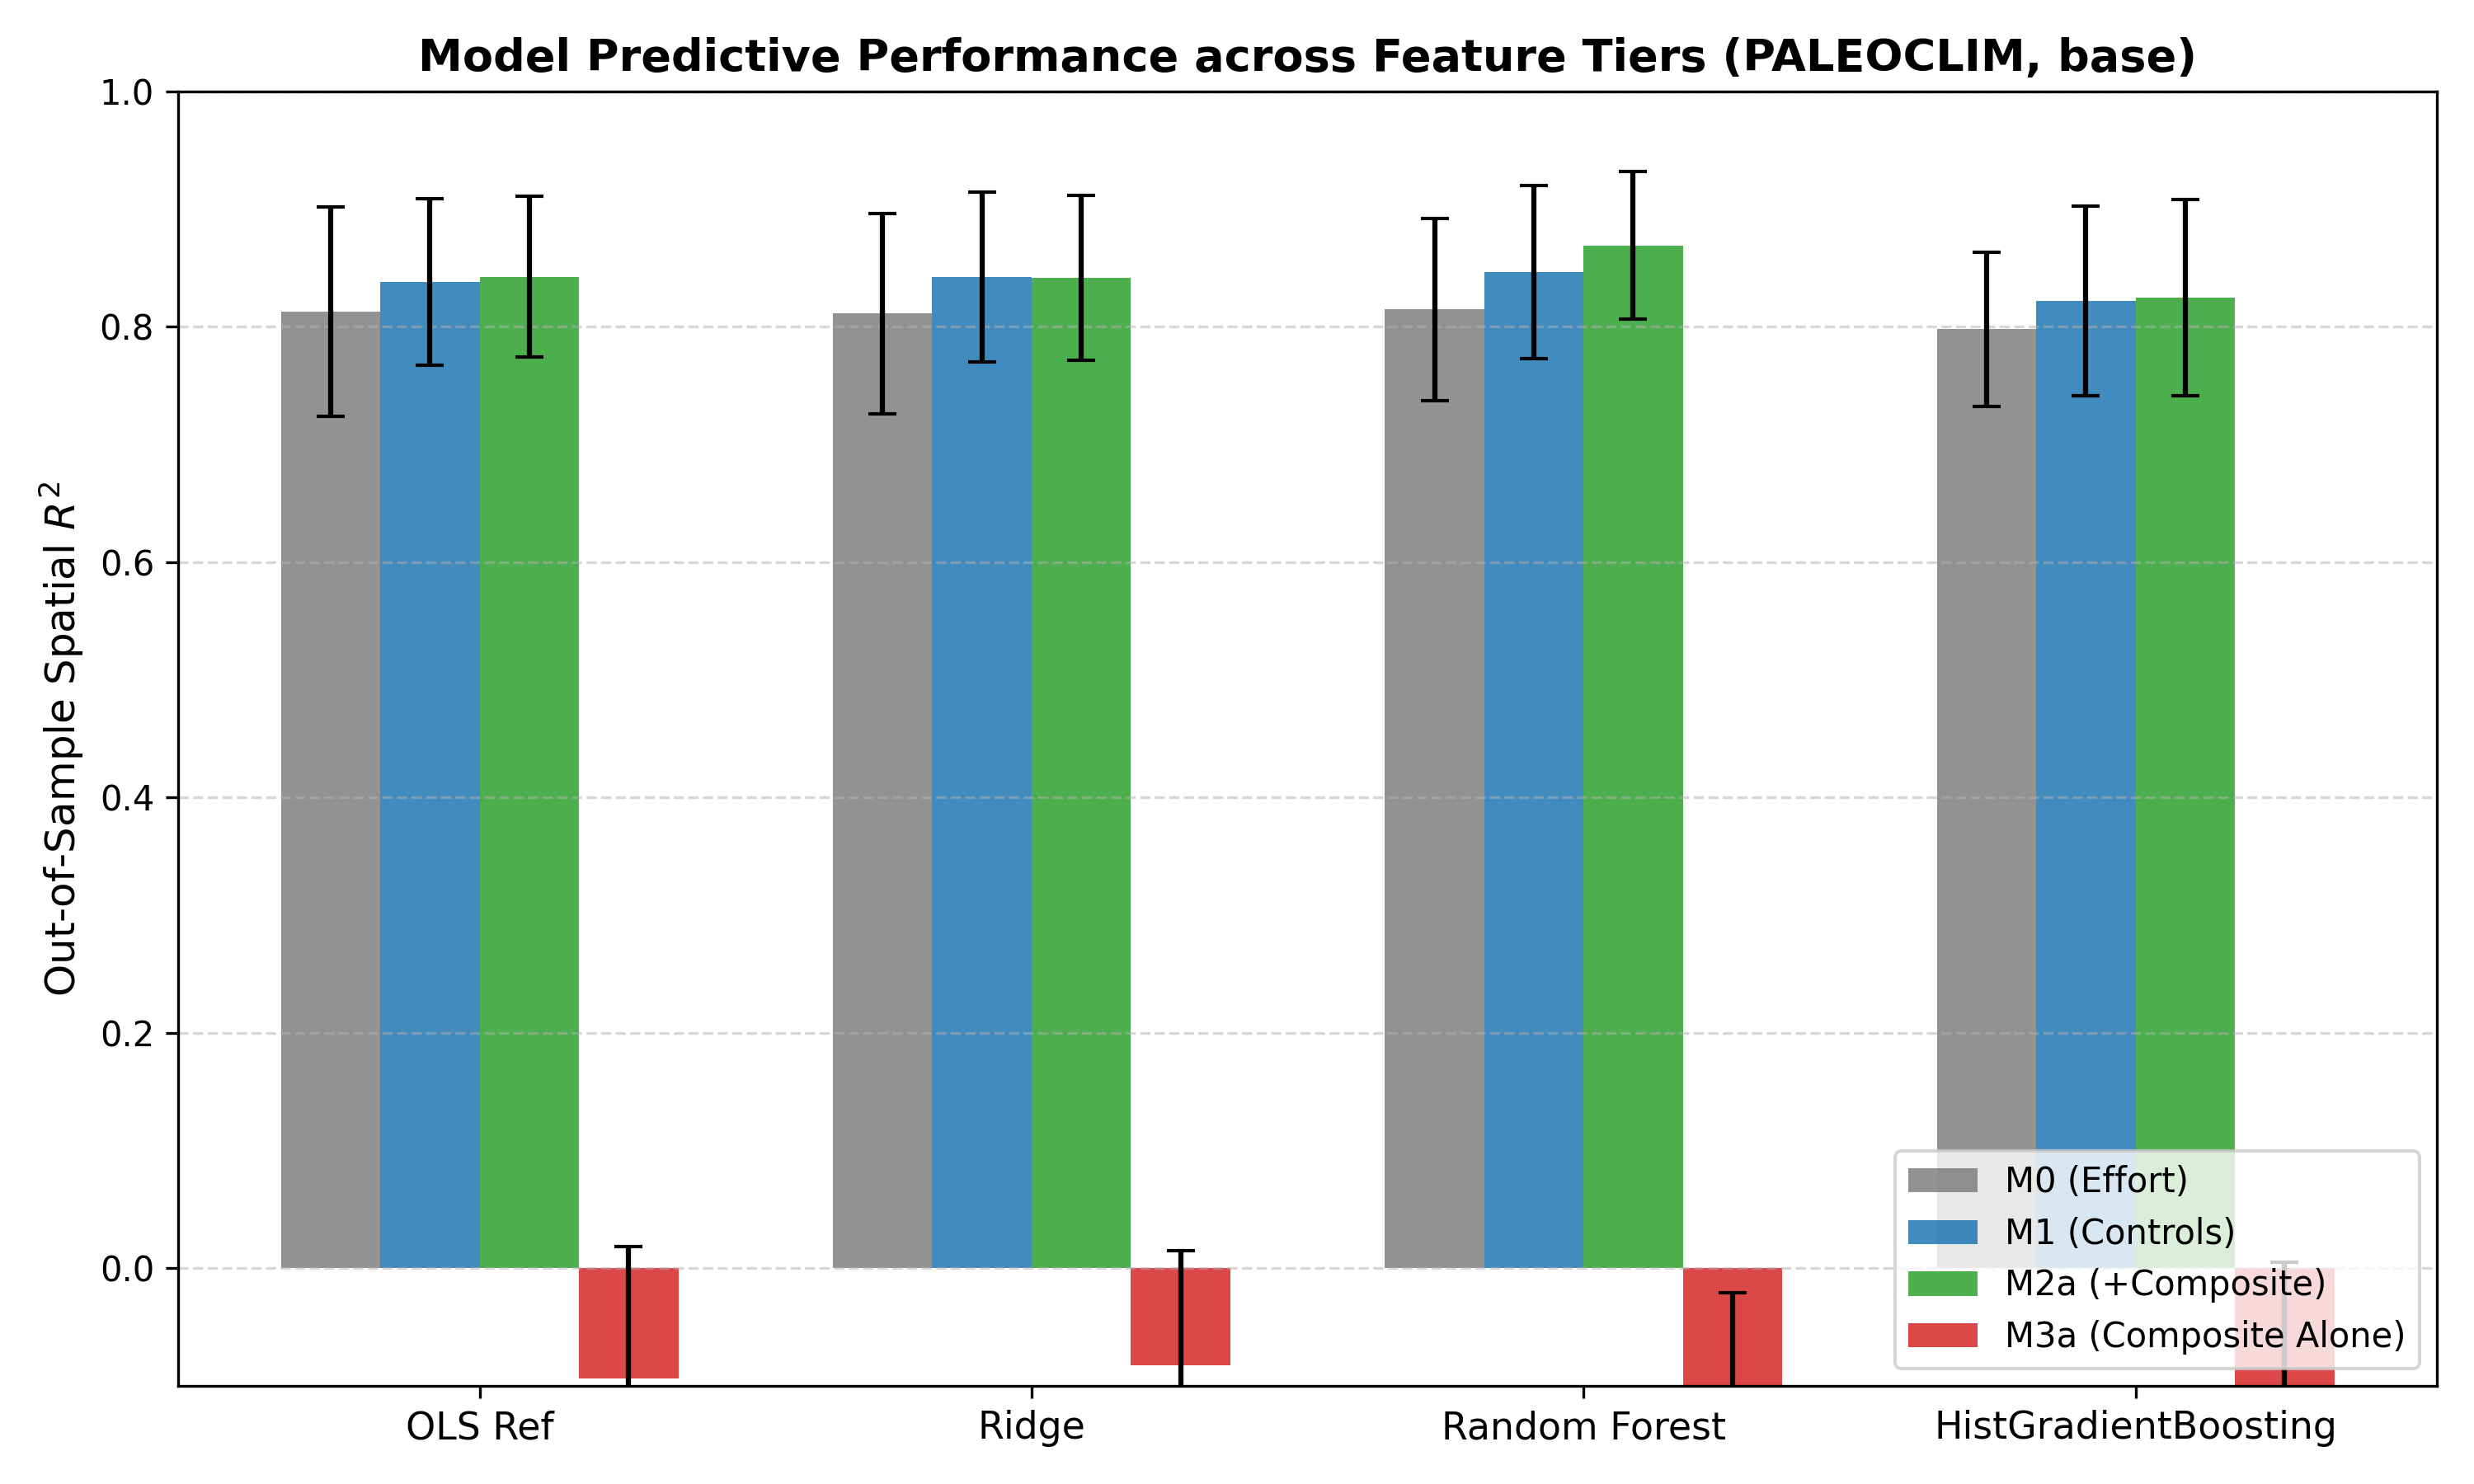 Model Predictive Performance across Feature Tiers (PALEOCLIM, base)
Out-of-Sample Spatial R²
1.0
0.8
0.6
0.4
0.2
0.0
M0 (Effort)
M1 (Controls)
M2a (+Composite)
M3a (Composite Alone)
OLS Ref
Ridge
Random Forest
HistGradientBoosting